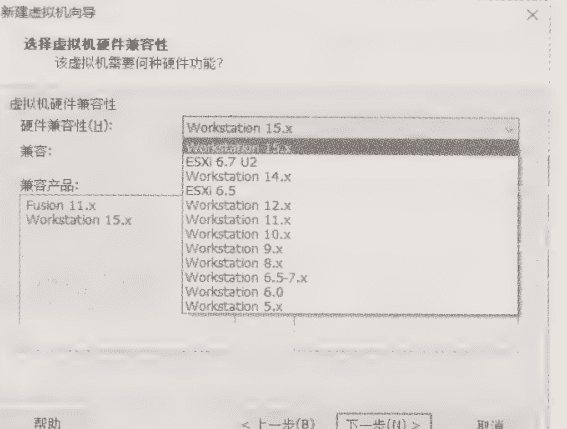 新建虚拟机向导
选择虚拟机硬件兼容性
该虚拟机需要何种硬件功能?
虚拟机硬件兼容性
硬件兼容性(H):
Workstation 15.x
兼容:
Workstation 15.x
ESXi 6.7 U2
Workstation 14.x
ESXi 6.5
Workstation 12.x
Workstation 11.x
Workstation 10.x
Workstation 9.x
Workstation 8.x
Workstation 6.5-7.x
Workstation 6.0
Workstation 5.x
兼容产品:
Fusion 11.x
Workstation 15.x
帮助
< 上一步(B)
下一步(N) >
取消